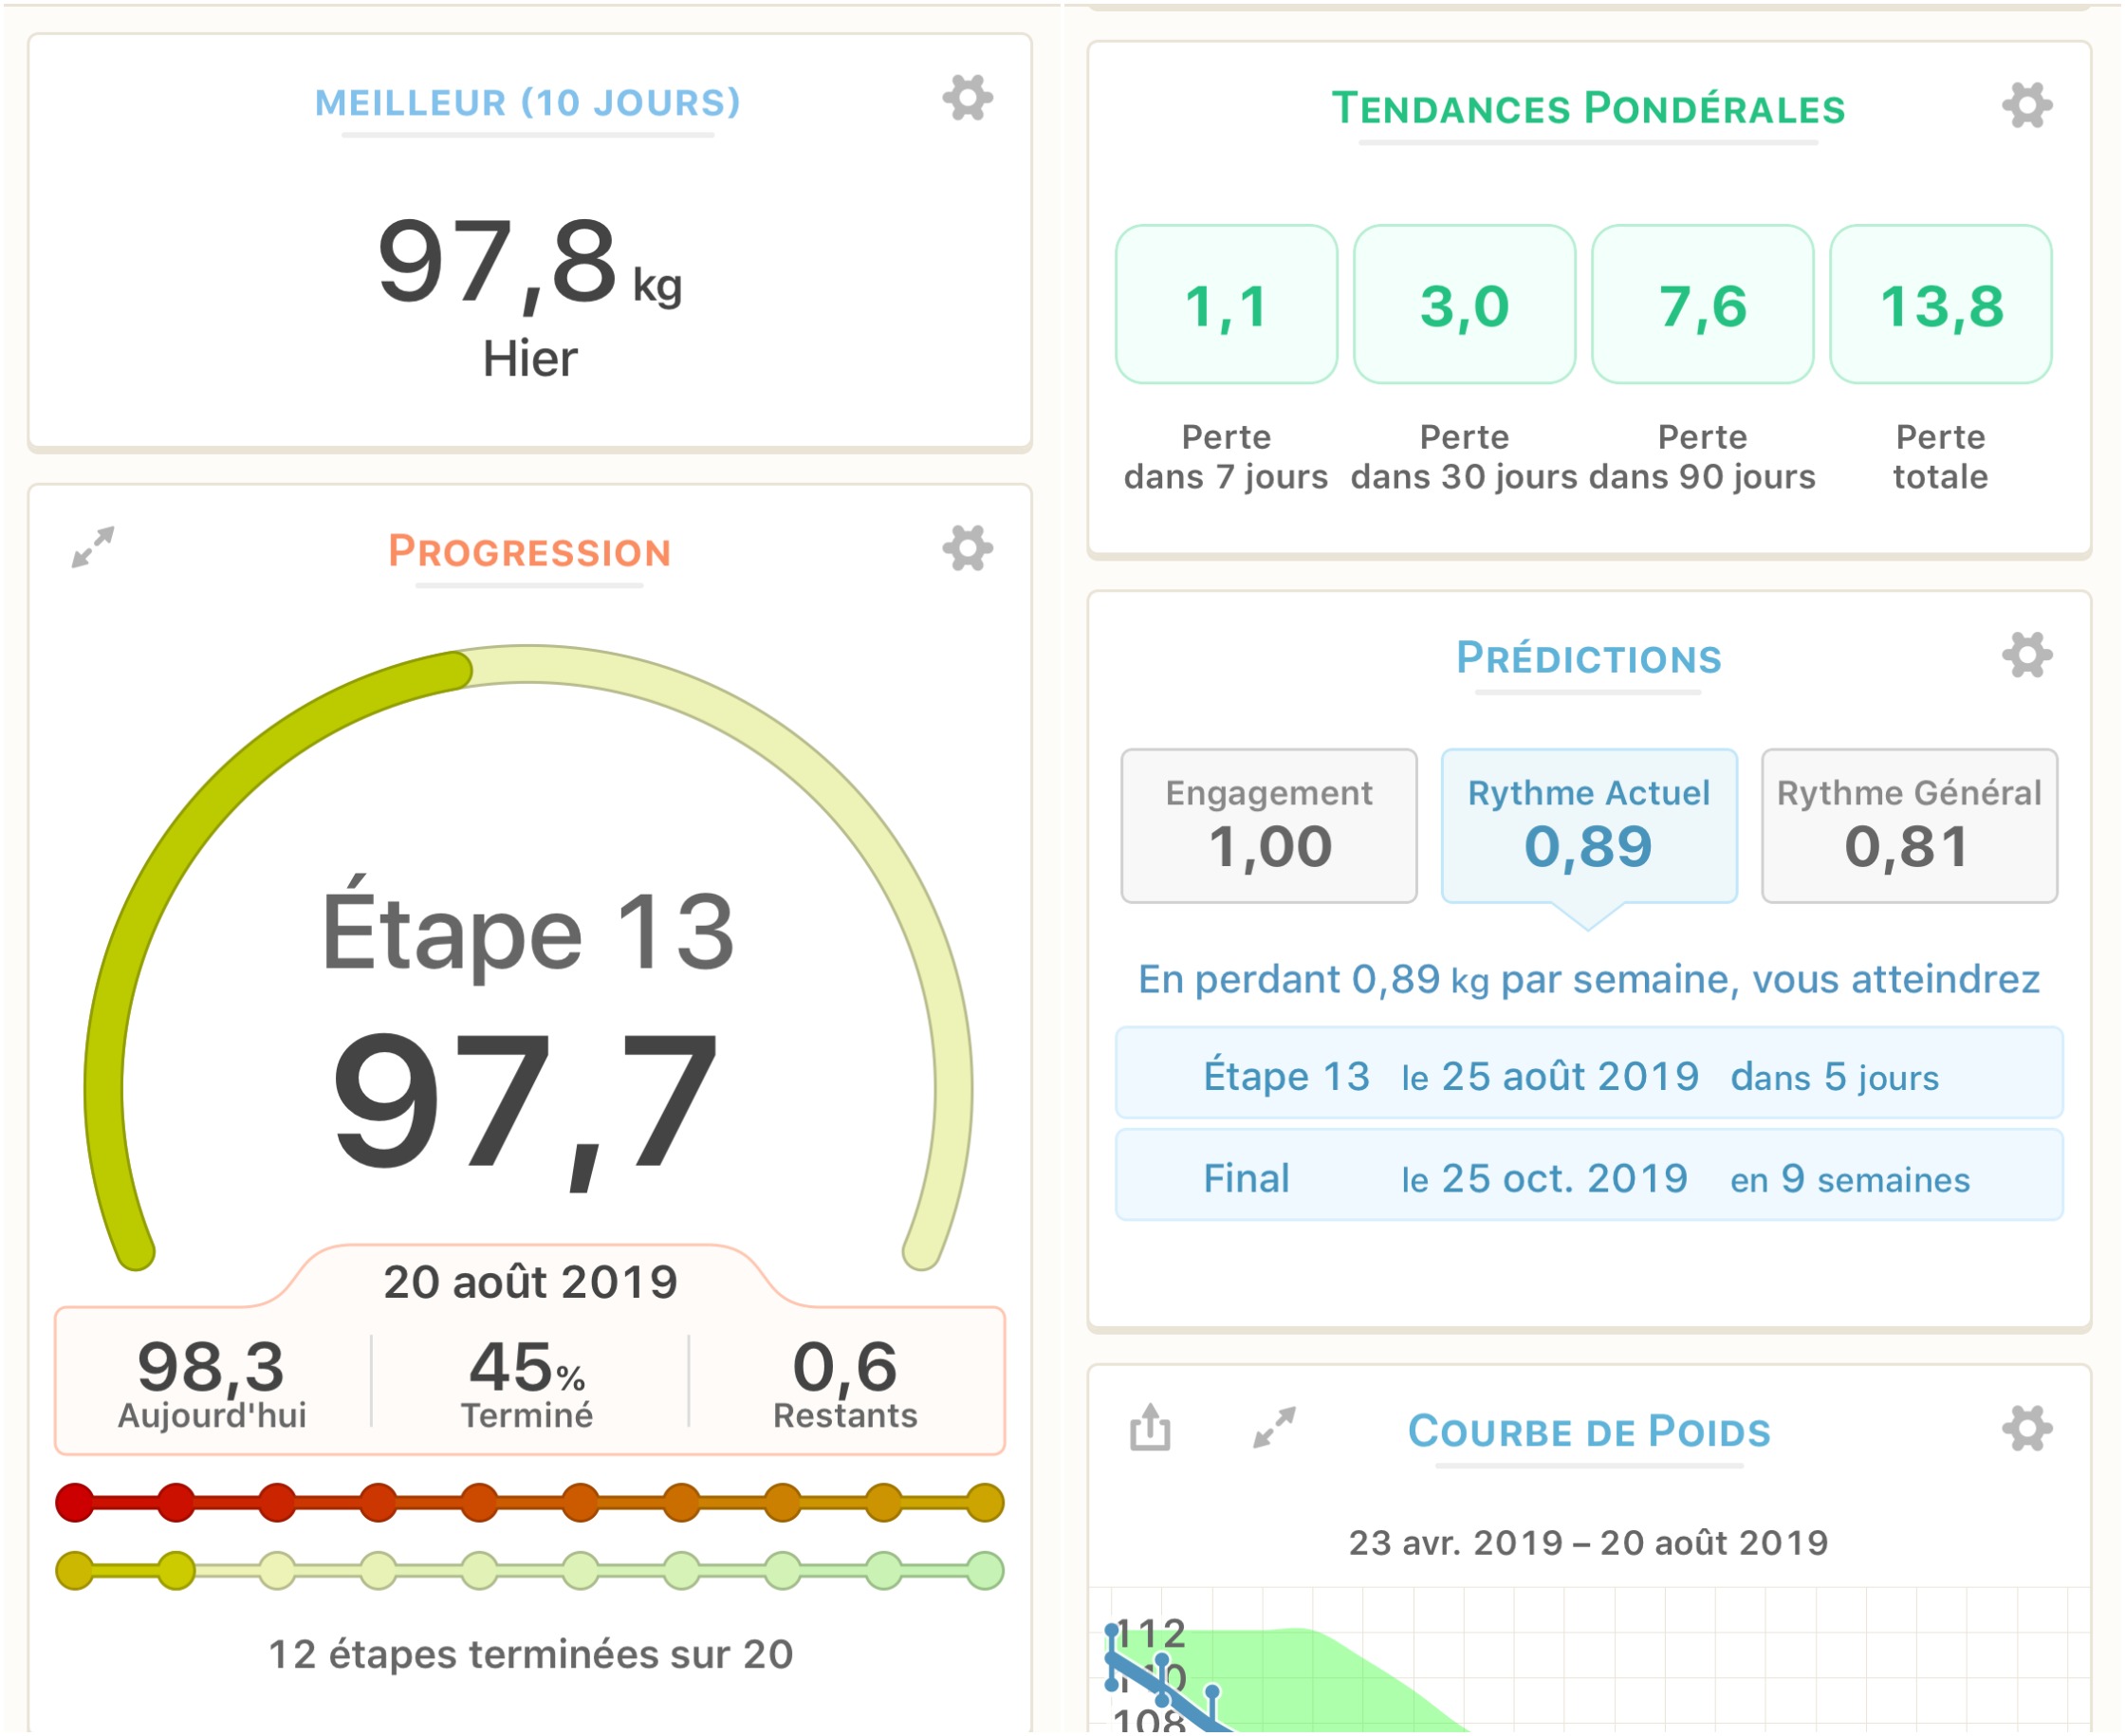 MEILLEUR (10 JOURS)
97,8 kg
Hier
PROGRESSION
Étape 13
97,7
20 août 2019
98,3 45% 0,6
Aujourd'hui Terminé Restants
12 étapes terminées sur 20
TENDANCES PONDÉRALES
1,1 3,0 7,6 13,8
Perte Perte Perte Perte
dans 7 jours dans 30 jours dans 90 jours totale
PRÉDICTIONS
Engagement Rythme Actuel Rythme Général
1,00 0,89 0,81
En perdant 0,89 kg par semaine, vous atteindrez
Étape 13 le 25 août 2019 dans 5 jours
Final le 25 oct. 2019 en 9 semaines
COURBE DE POIDS
23 avr. 2019 – 20 août 2019
112
110
108